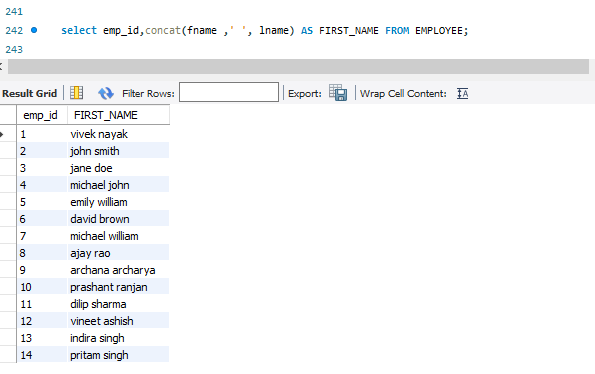 241
242 select emp_id,concat(fname ,' ', lname) AS FIRST_NAME FROM EMPLOYEE;
243
Result Grid Filter Rows: Export: Wrap Cell Content: IA
emp_id FIRST_NAME
1 vivek nayak
2 john smith
3 jane doe
4 michael john
5 emily william
6 david brown
7 michael william
8 ajay rao
9 archana archarya
10 prashant ranjan
11 dilip sharma
12 vineet ashish
13 indira singh
14 pritam singh